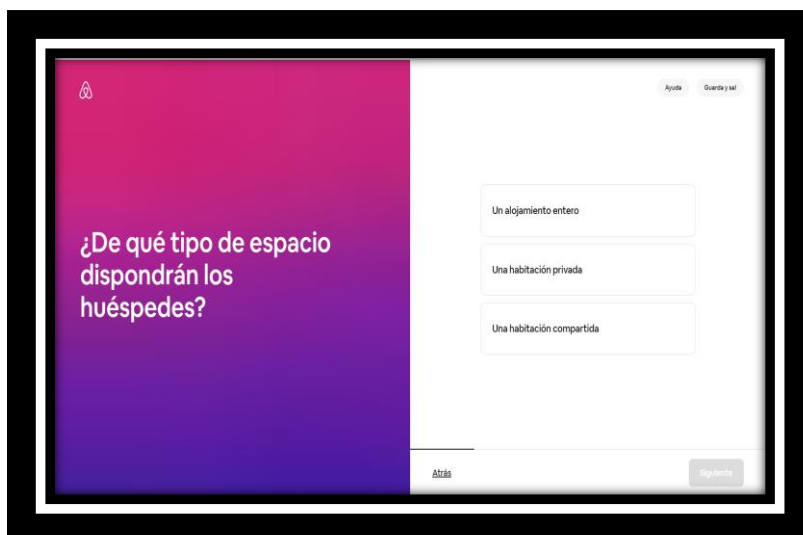 Ayuda
Guarda y sal
¿De qué tipo de espacio
dispondrán los
huéspedes?
Un alojamiento entero
Una habitación privada
Una habitación compartida
Atrás
Siguiente